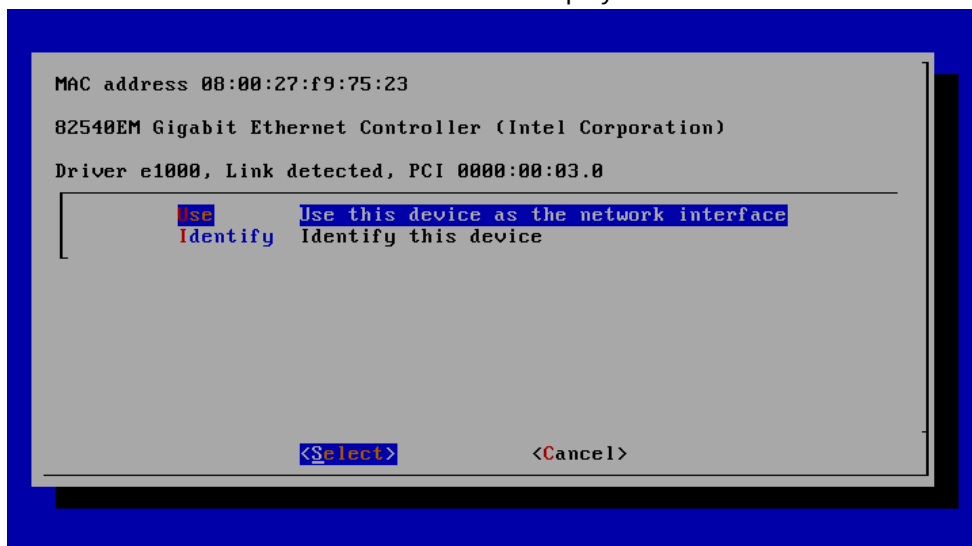 MAC address 08:00:27:f9:75:23
82540EM Gigabit Ethernet Controller (Intel Corporation)
Driver e1000, Link detected, PCI 0000:00:03.0
Use Use this device as the network interface
Identify Identify this device
<Select> <Cancel>